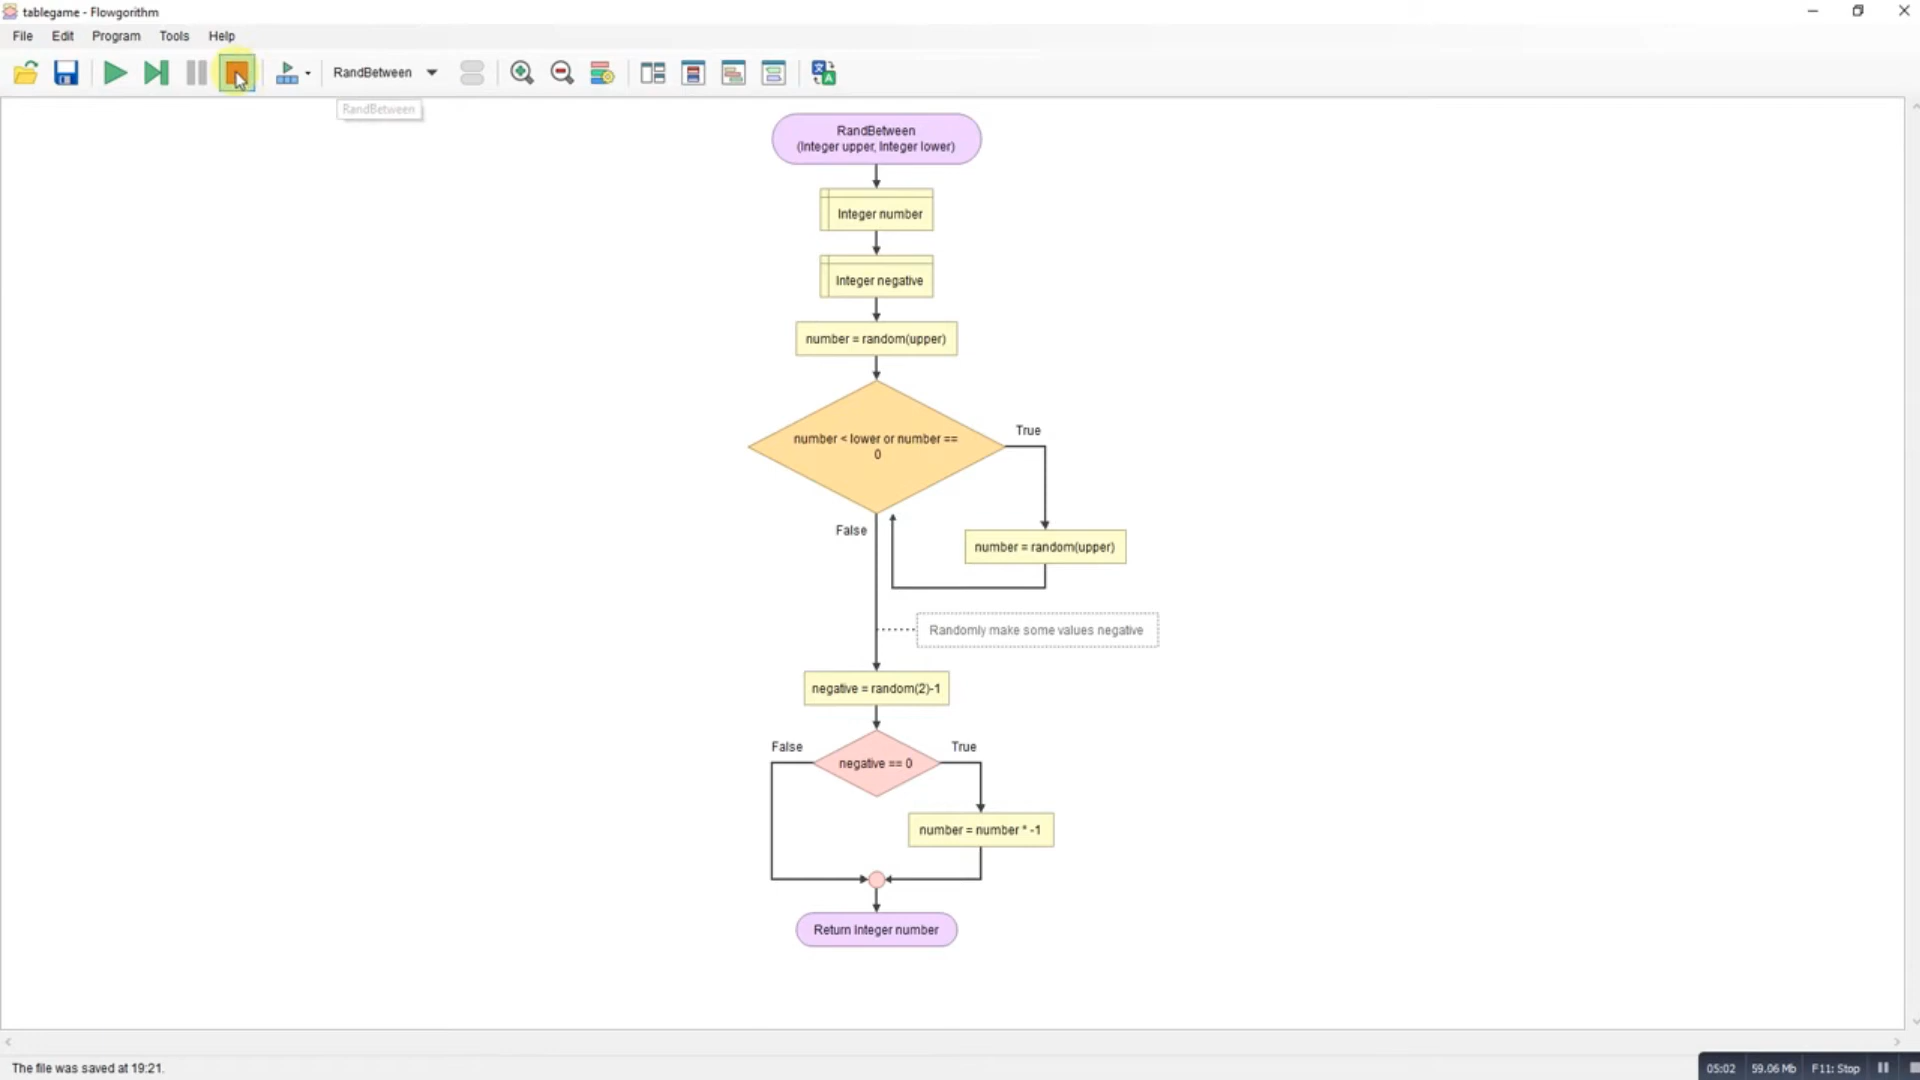 tablegame - Flowgorithm
File Edit Program Tools Help
RandBetween
RandBetween
RandBetween
(Integer upper, Integer lower)
Integer number
Integer negative
number = random(upper)
number < lower or number ==
0
True
False
number = random(upper)
Randomly make some values negative
negative = random(2)-1
False
True
negative == 0
number = number * -1
Return Integer number
The file was saved at 19:21.
05:02 59.06 Mb F11: Stop